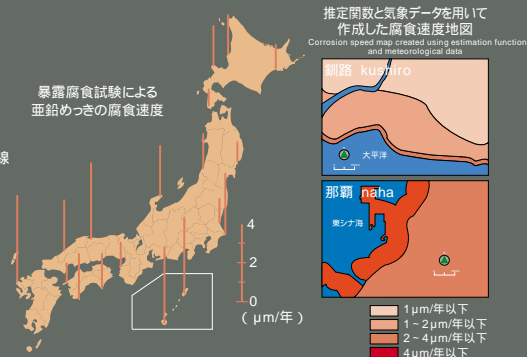 推定関数と気象データを用いて
作成した腐食速度地図
Corrosion speed map created using estimation function
and meteorological data
暴露腐食試験による
亜鉛めっきの腐食速度
線
釧路 kushiro
太平洋
那覇 naha
東シナ海
4
2
0
(μm/年)
1μm/年以下
1~2μm/年以下
2~4μm/年以下
4μm/年以下